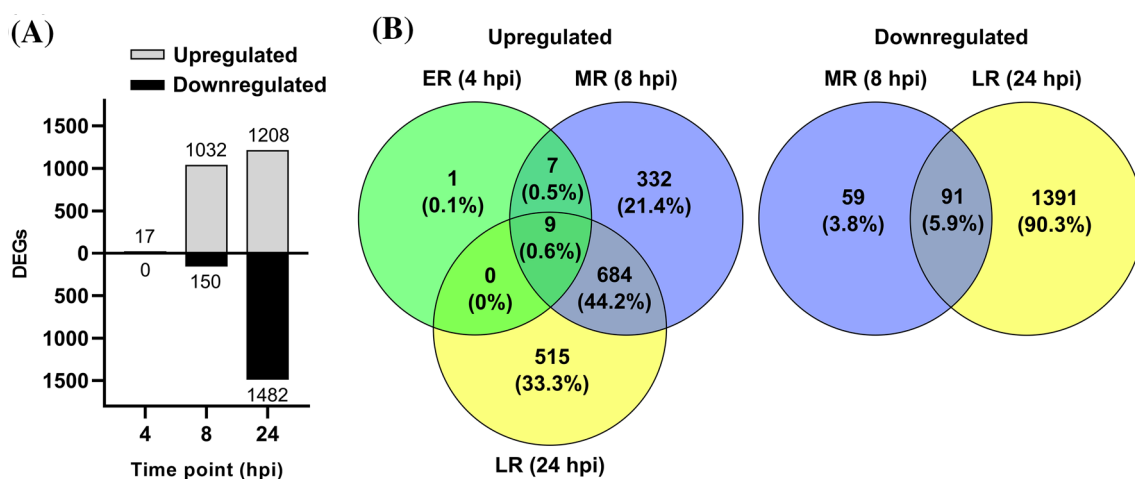 (A)
Upregulated
Downregulated
1500
1000
500
0
500
1000
1500
DEGs
17
0
1032
150
1208
1482
4 8 24
Time point (hpi)
(B)
Upregulated
ER (4 hpi) MR (8 hpi)
1
(0.1%)
7
(0.5%)
332
(21.4%)
9
(0.6%)
0
(0%)
684
(44.2%)
515
(33.3%)
LR (24 hpi)
Downregulated
MR (8 hpi) LR (24 hpi)
59
(3.8%)
91
(5.9%)
1391
(90.3%)